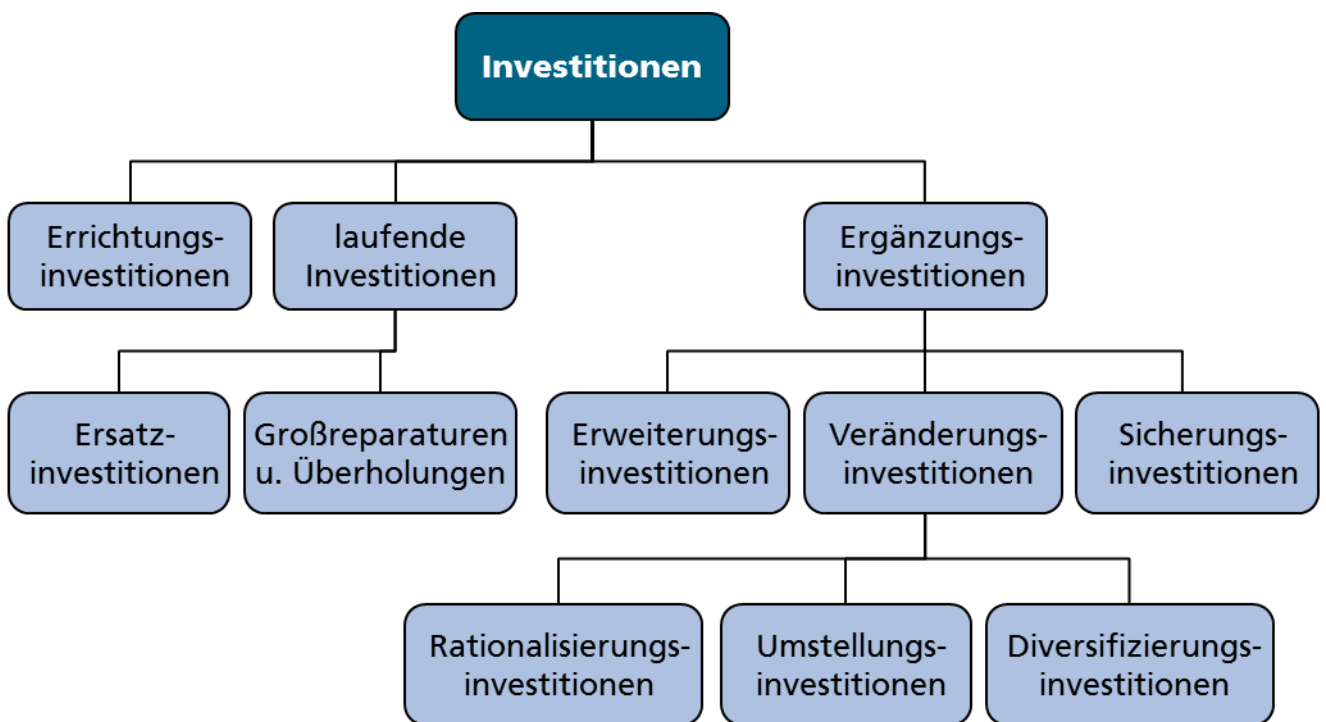 Investitionen
Errichtungs-
investitionen
laufende
Investitionen
Ergänzungs-
investitionen
Ersatz-
investitionen
Großreparaturen
u. Überholungen
Erweiterungs-
investitionen
Veränderungs-
investitionen
Sicherungs-
investitionen
Rationalisierungs-
investitionen
Umstellungs-
investitionen
Diversifizierungs-
investitionen